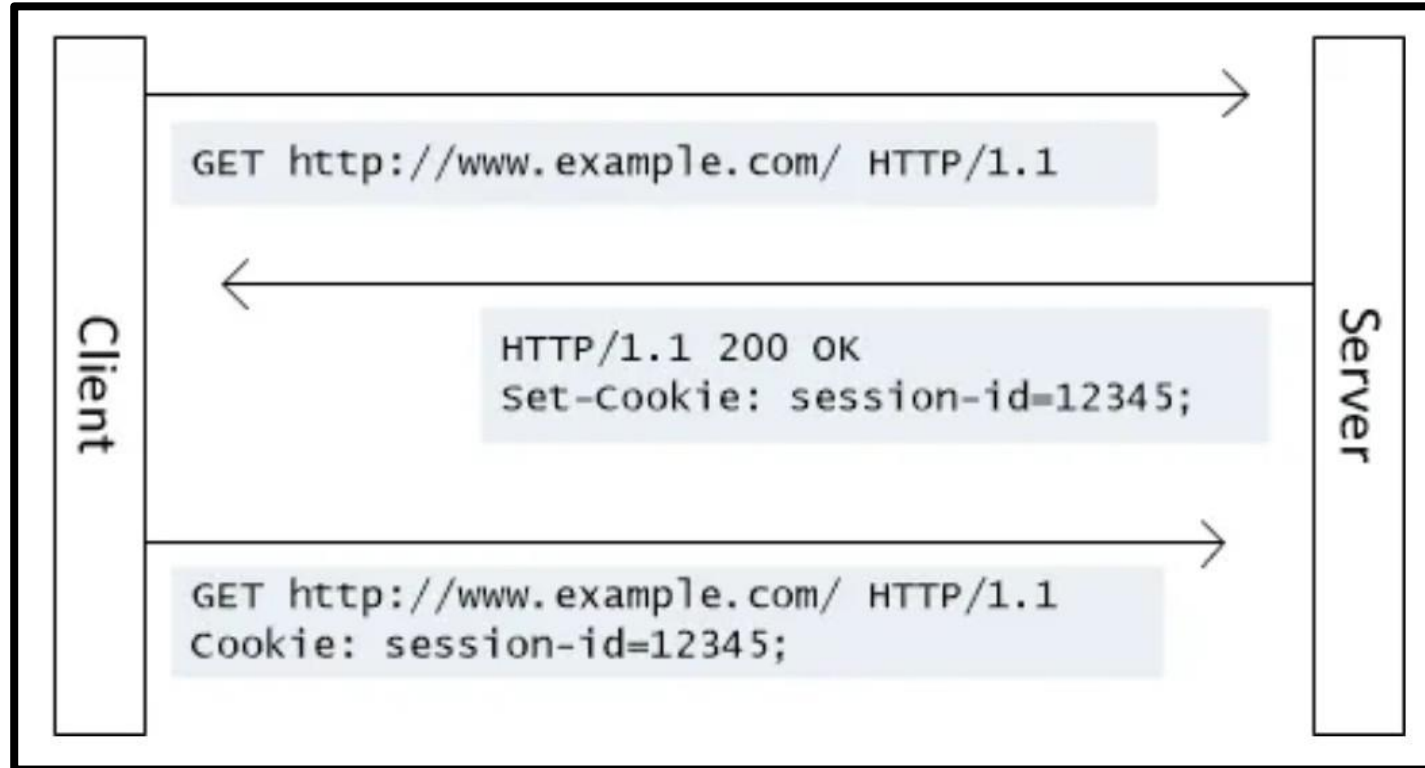 GET http://www.example.com/ HTTP/1.1
HTTP/1.1 200 OK
Set-Cookie: session-id=12345;
Client
Server
GET http://www.example.com/ HTTP/1.1
Cookie: session-id=12345;